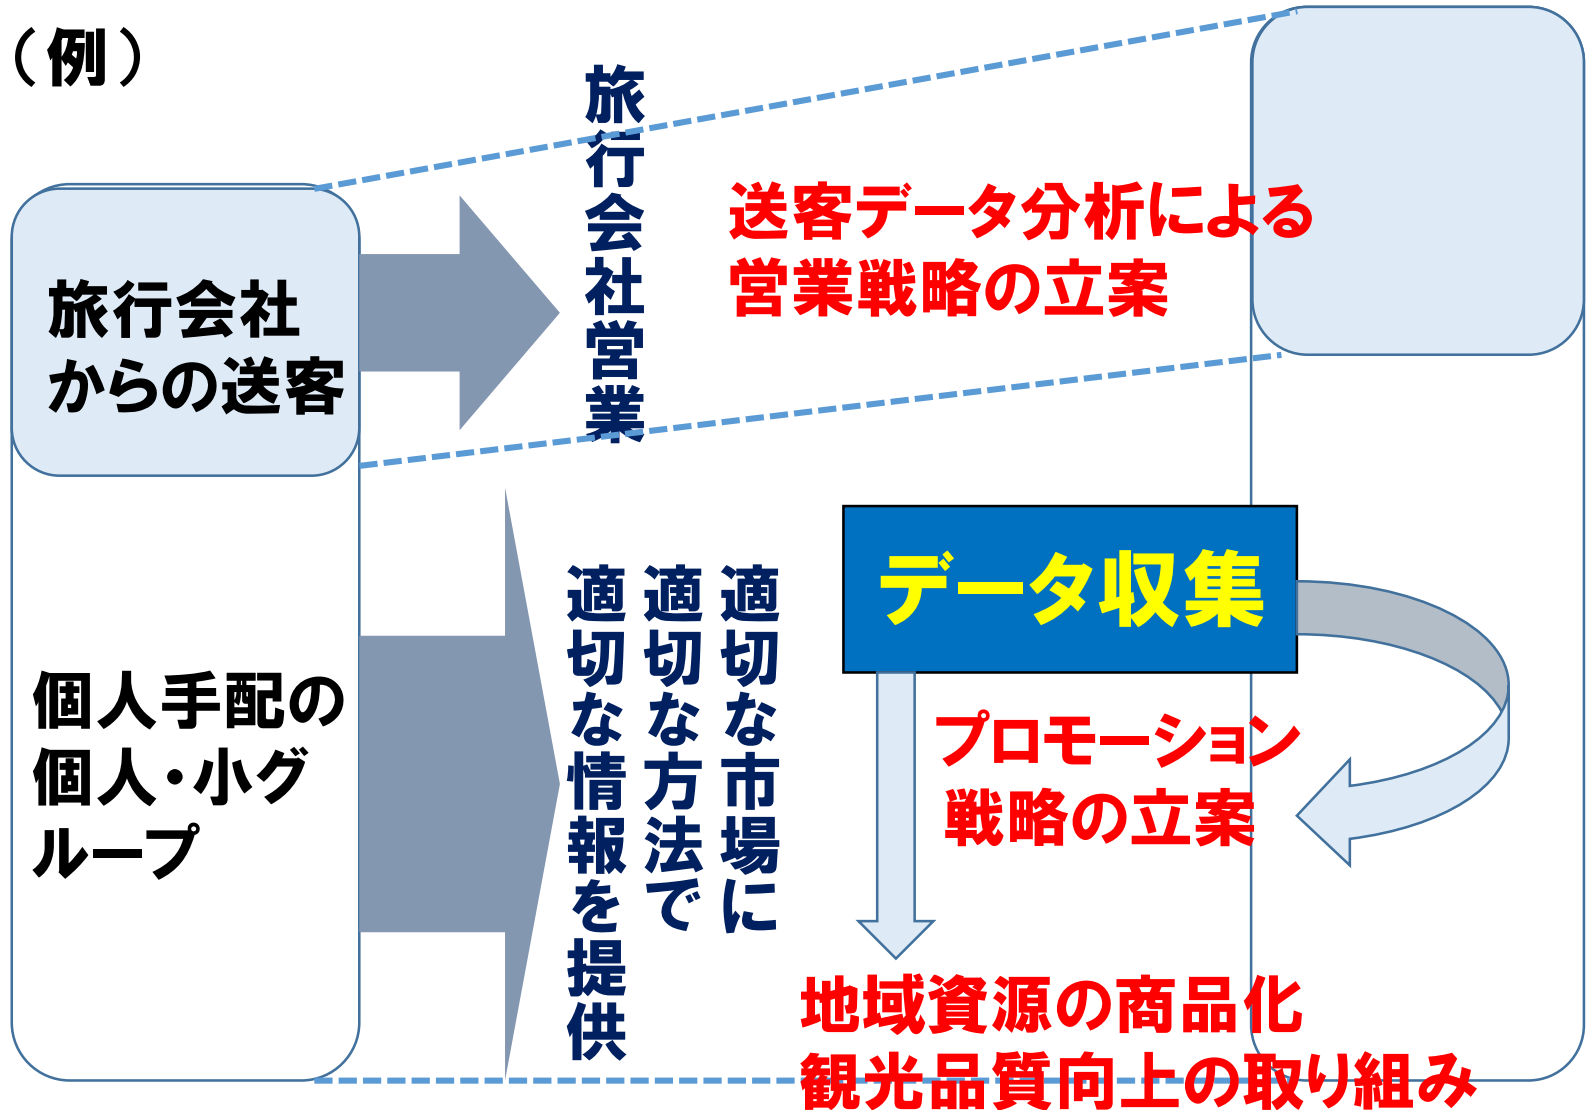 （例）
旅行会社
からの送客
旅行会社営業
送客データ分析による
営業戦略の立案
個人手配の
個人・小グ
ループ
適切な市場に
適切な方法で
適切な情報を提供
データ収集
プロモーション
戦略の立案
地域資源の商品化
観光品質向上の取り組み